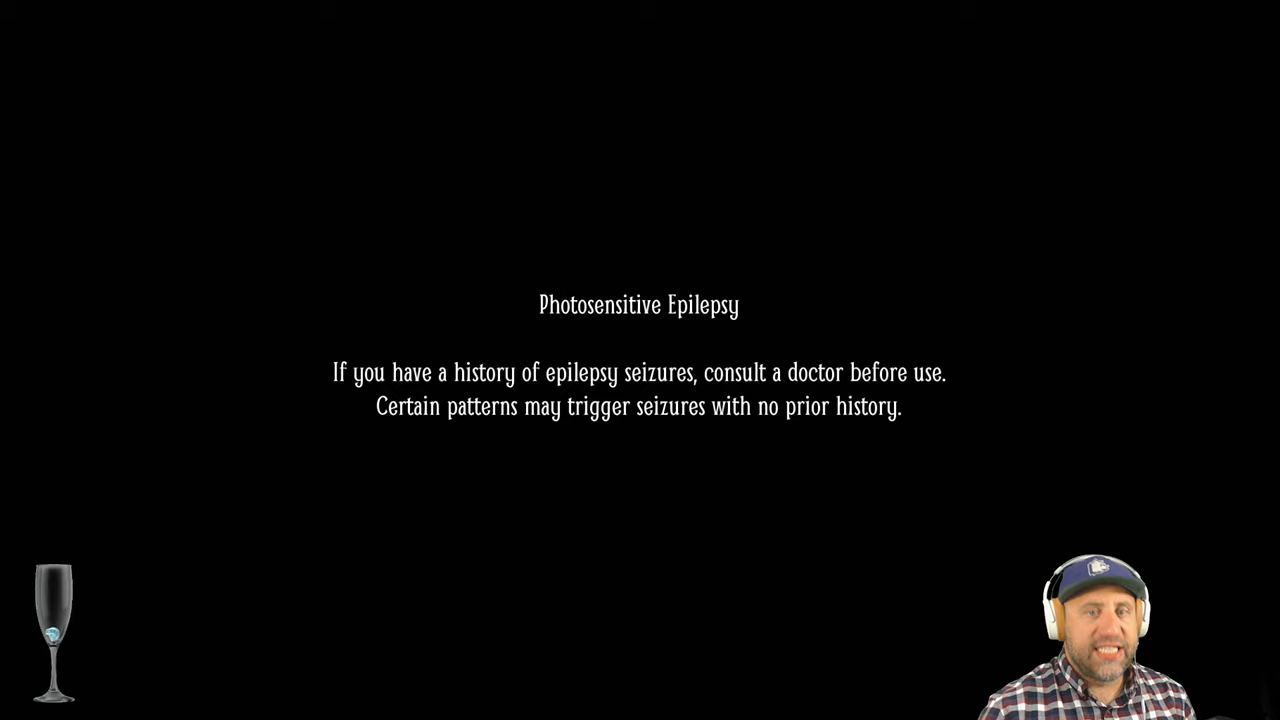 Photosensitive Epilepsy
If you have a history of epilepsy seizures, consult a doctor before use.
Certain patterns may trigger seizures with no prior history.